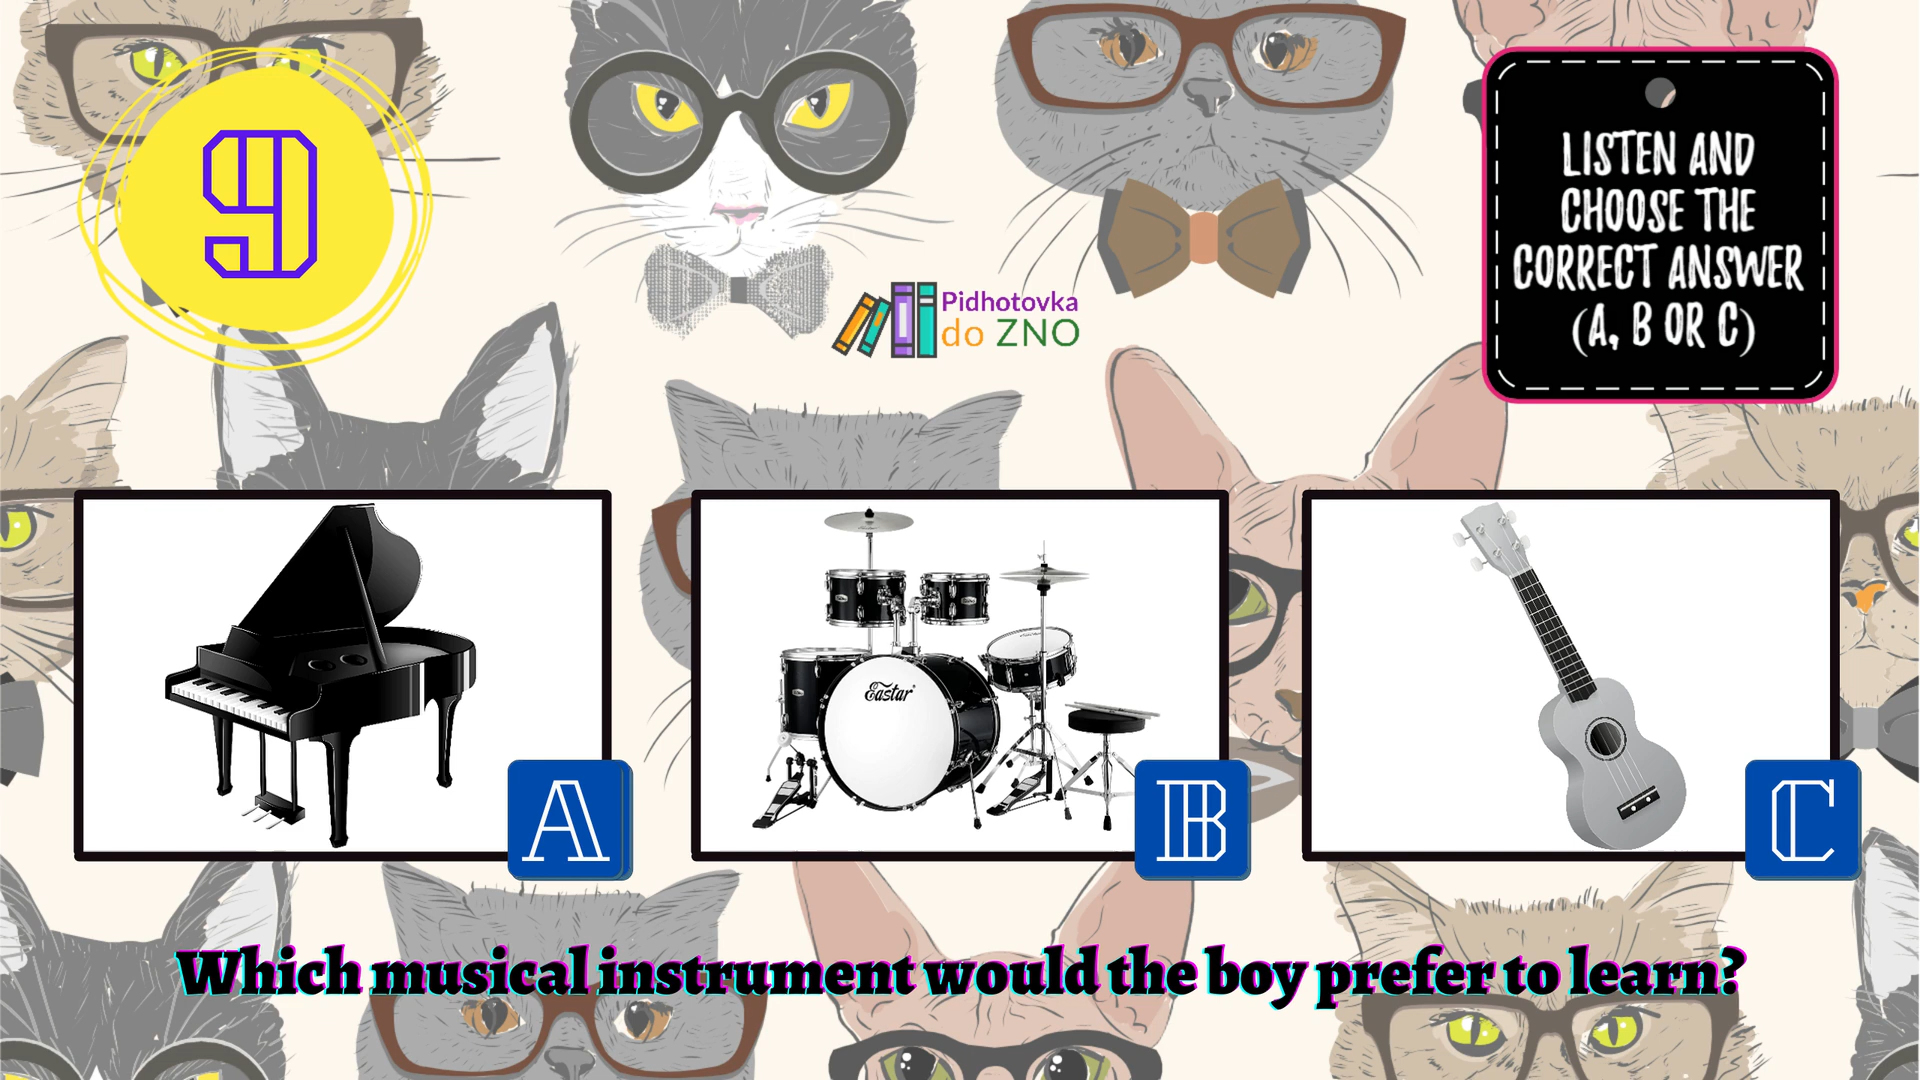 9
Pidhotovka
do ZNO
LISTEN AND
CHOOSE THE
CORRECT ANSWER
(A, B OR C)
Eastar
A
B
C
Which musical instrument would the boy prefer to learn?